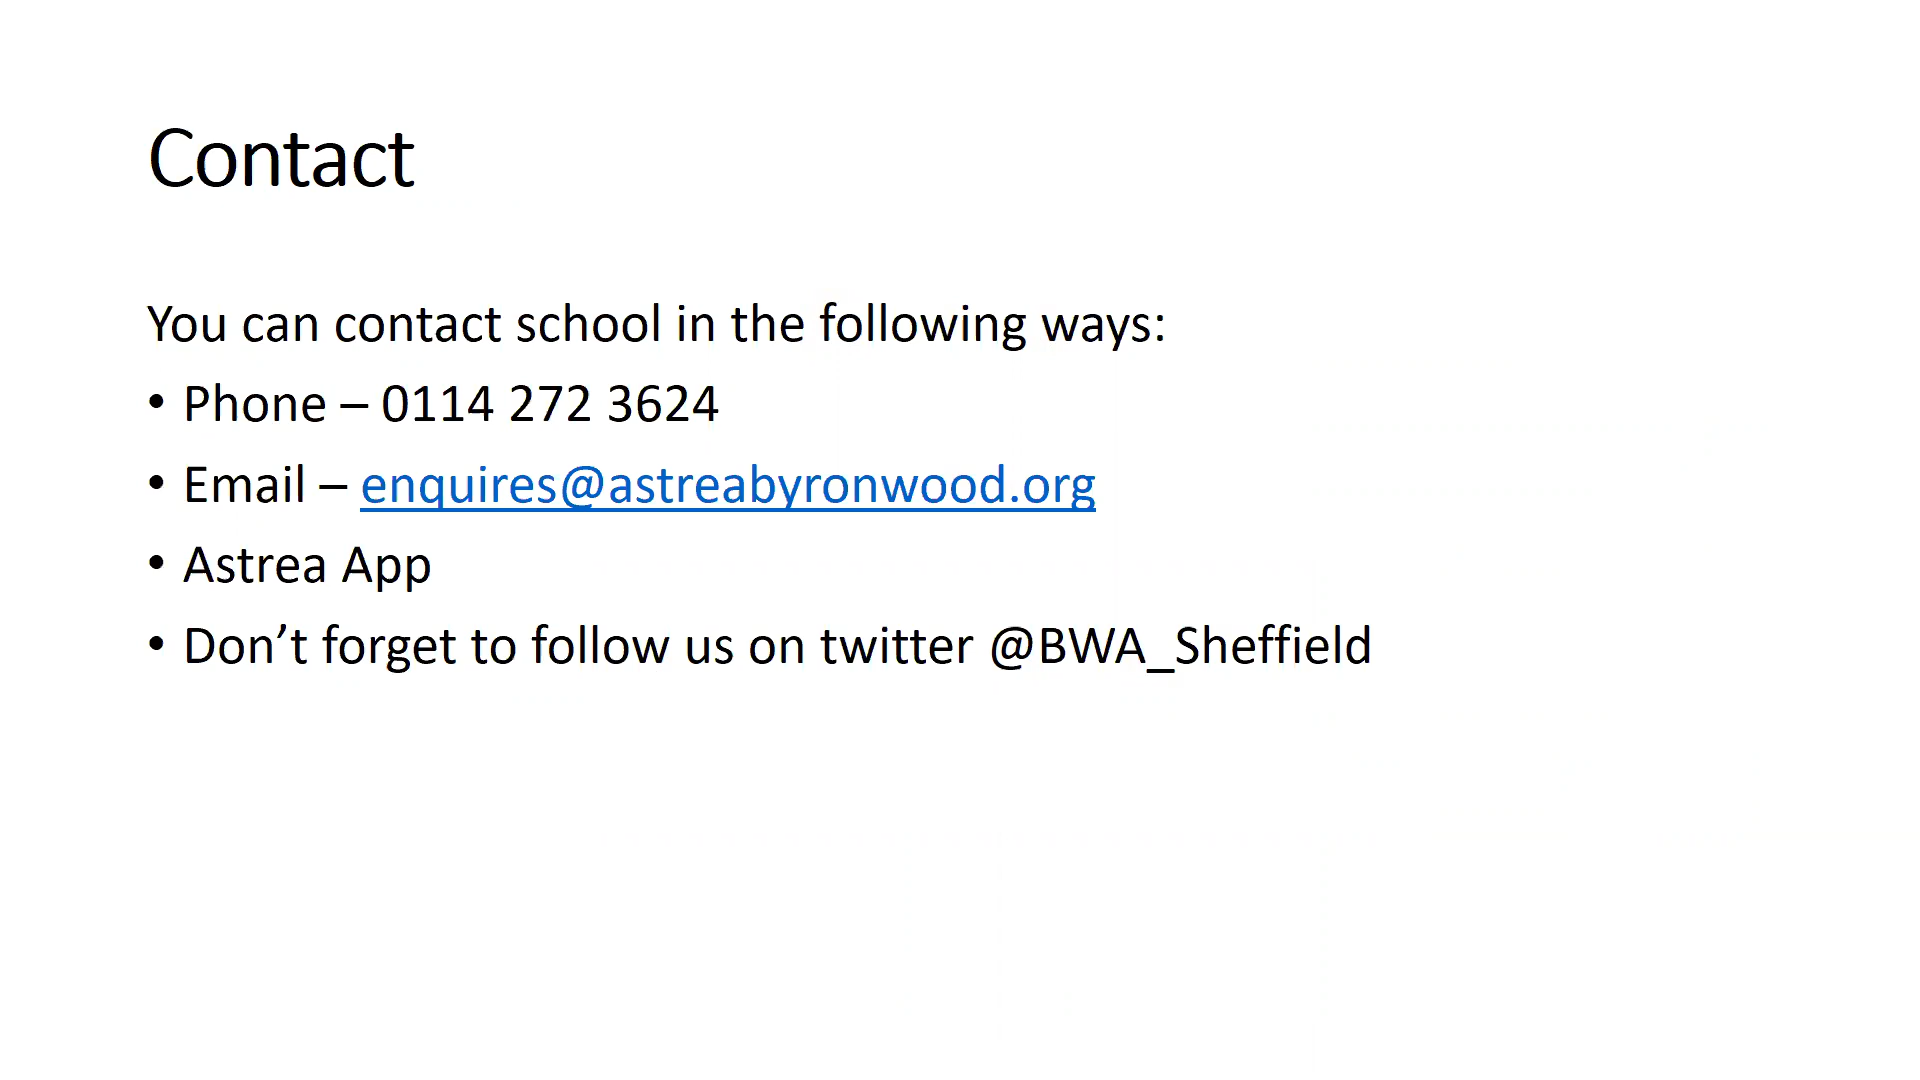 Contact
You can contact school in the following ways:
• Phone – 0114 272 3624
• Email – enquires@astreabyronwood.org
• Astrea App
• Don’t forget to follow us on twitter @BWA_Sheffield